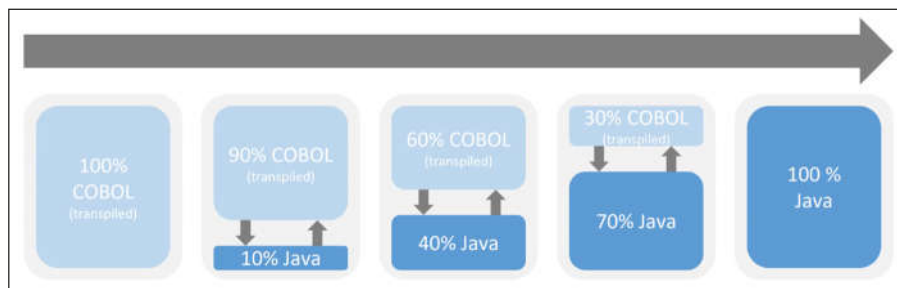 100%
COBOL
(transpiled)
90% COBOL
(transpiled)
10% Java
60% COBOL
(transpiled)
40% Java
30% COBOL
(transpiled)
70% Java
100 %
Java